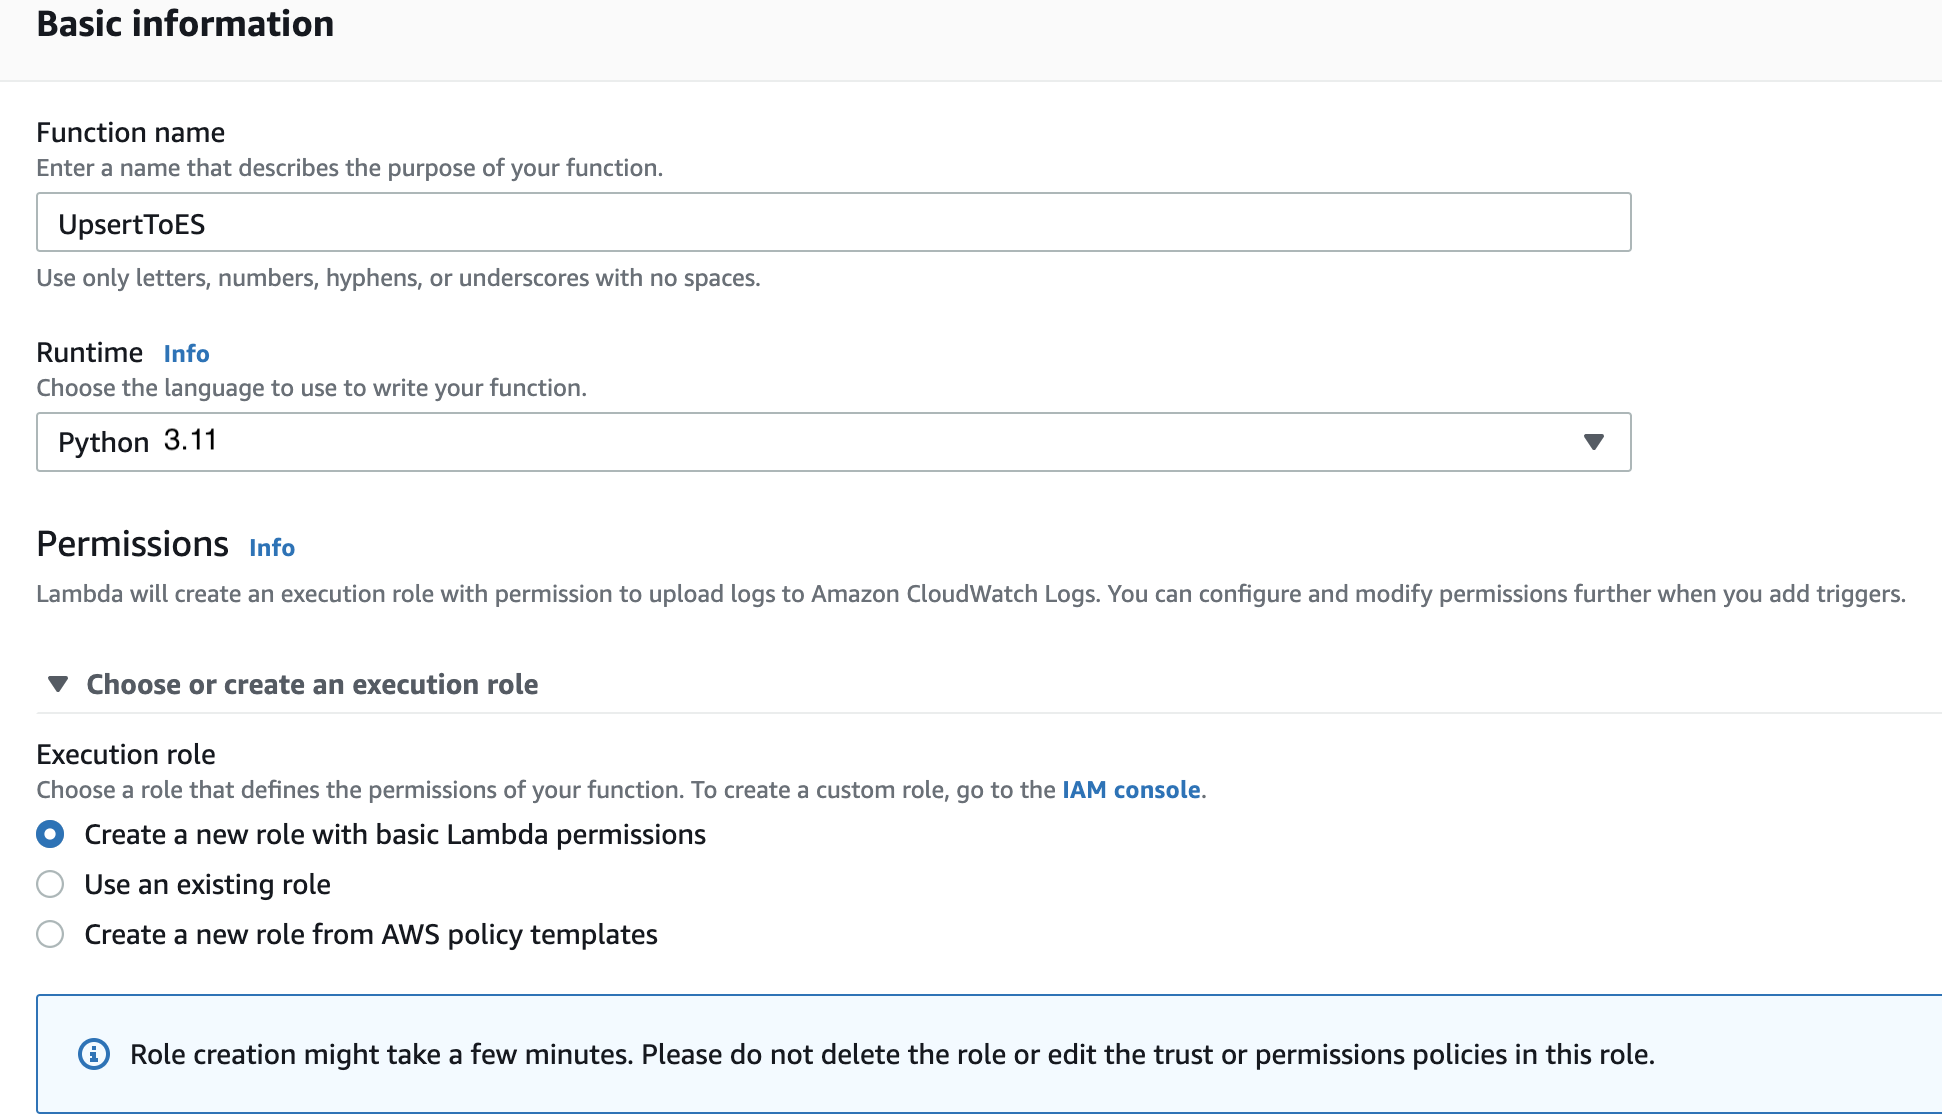 Basic information
Function name
Enter a name that describes the purpose of your function.
UpsertToES
Use only letters, numbers, hyphens, or underscores with no spaces.
Runtime Info
Choose the language to use to write your function.
Python 3.11
Permissions Info
Lambda will create an execution role with permission to upload logs to Amazon CloudWatch Logs. You can configure and modify permissions further when you add triggers.
Choose or create an execution role
Execution role
Choose a role that defines the permissions of your function. To create a custom role, go to the IAM console.
Create a new role with basic Lambda permissions
Use an existing role
Create a new role from AWS policy templates
Role creation might take a few minutes. Please do not delete the role or edit the trust or permissions policies in this role.